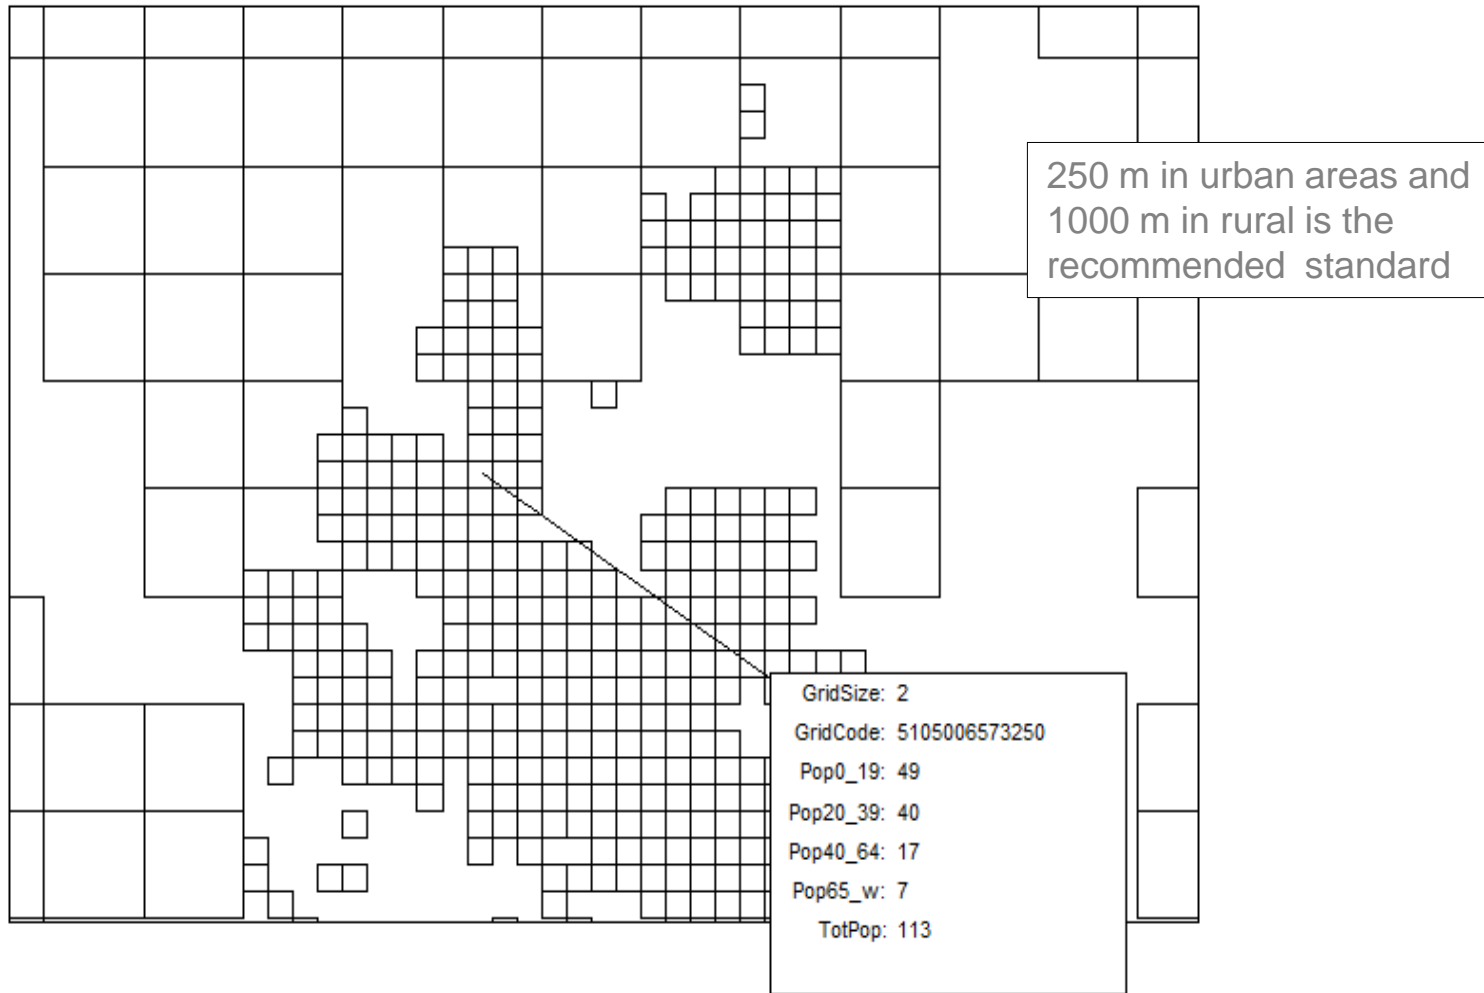 250 m in urban areas and
1000 m in rural is the
recommended standard
GridSize: 2
GridCode: 5105006573250
Pop0_19: 49
Pop20_39: 40
Pop40_64: 17
Pop65_w: 7
TotPop: 113